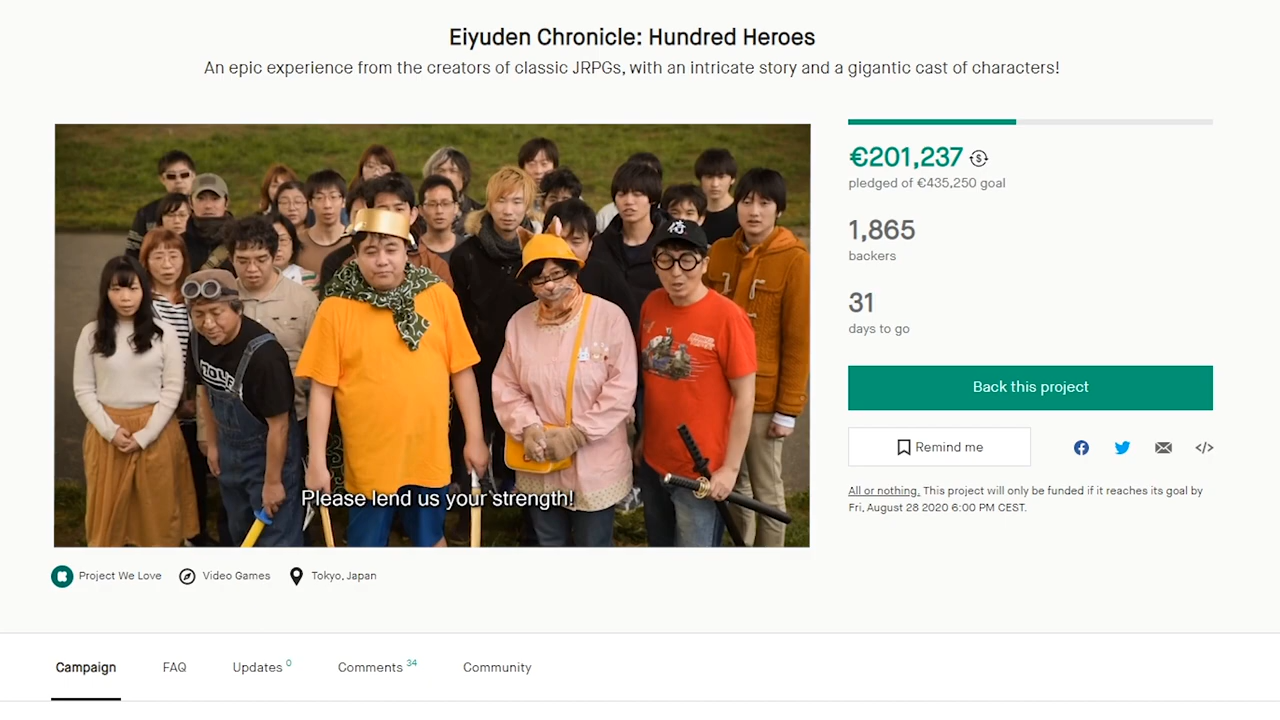 Eiyuden Chronicle: Hundred Heroes
An epic experience from the creators of classic JRPGs, with an intricate story and a gigantic cast of characters!
Please lend us your strength!
€201,237
pledged of €435,250 goal
1,865
backers
31
days to go
Back this project
Remind me
All or nothing. This project will only be funded if it reaches its goal by
Fri, August 28 2020 6:00 PM CEST.
Project We Love
Video Games
Tokyo, Japan
Campaign
FAQ
Updates 0
Comments 34
Community